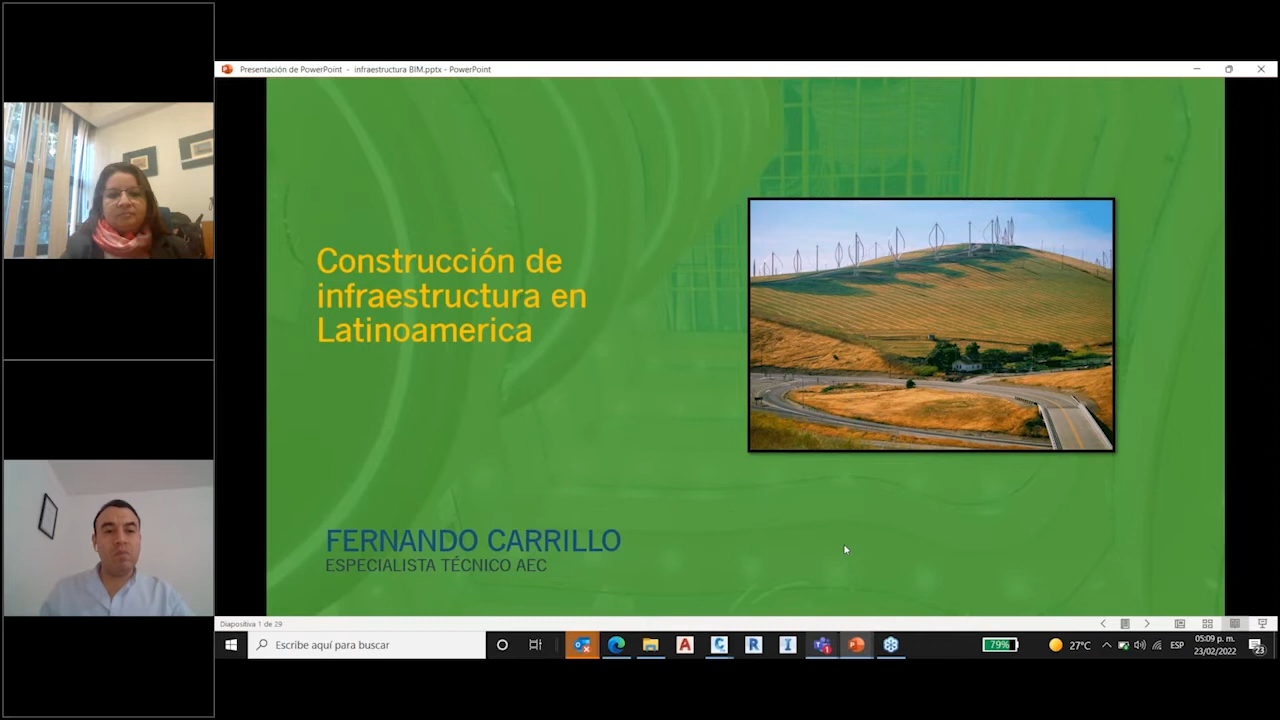 Presentación de PowerPoint - infraestructura BIM.pptx - PowerPoint
Construcción de
infraestructura en
Latinoamerica
FERNANDO CARRILLO
ESPECIALISTA TÉCNICO AEC
Diapositiva 1 de 29
Escribe aquí para buscar
A
C
R
I
79%
27°C
ESP
05:09 p. m.
23/02/2022
23